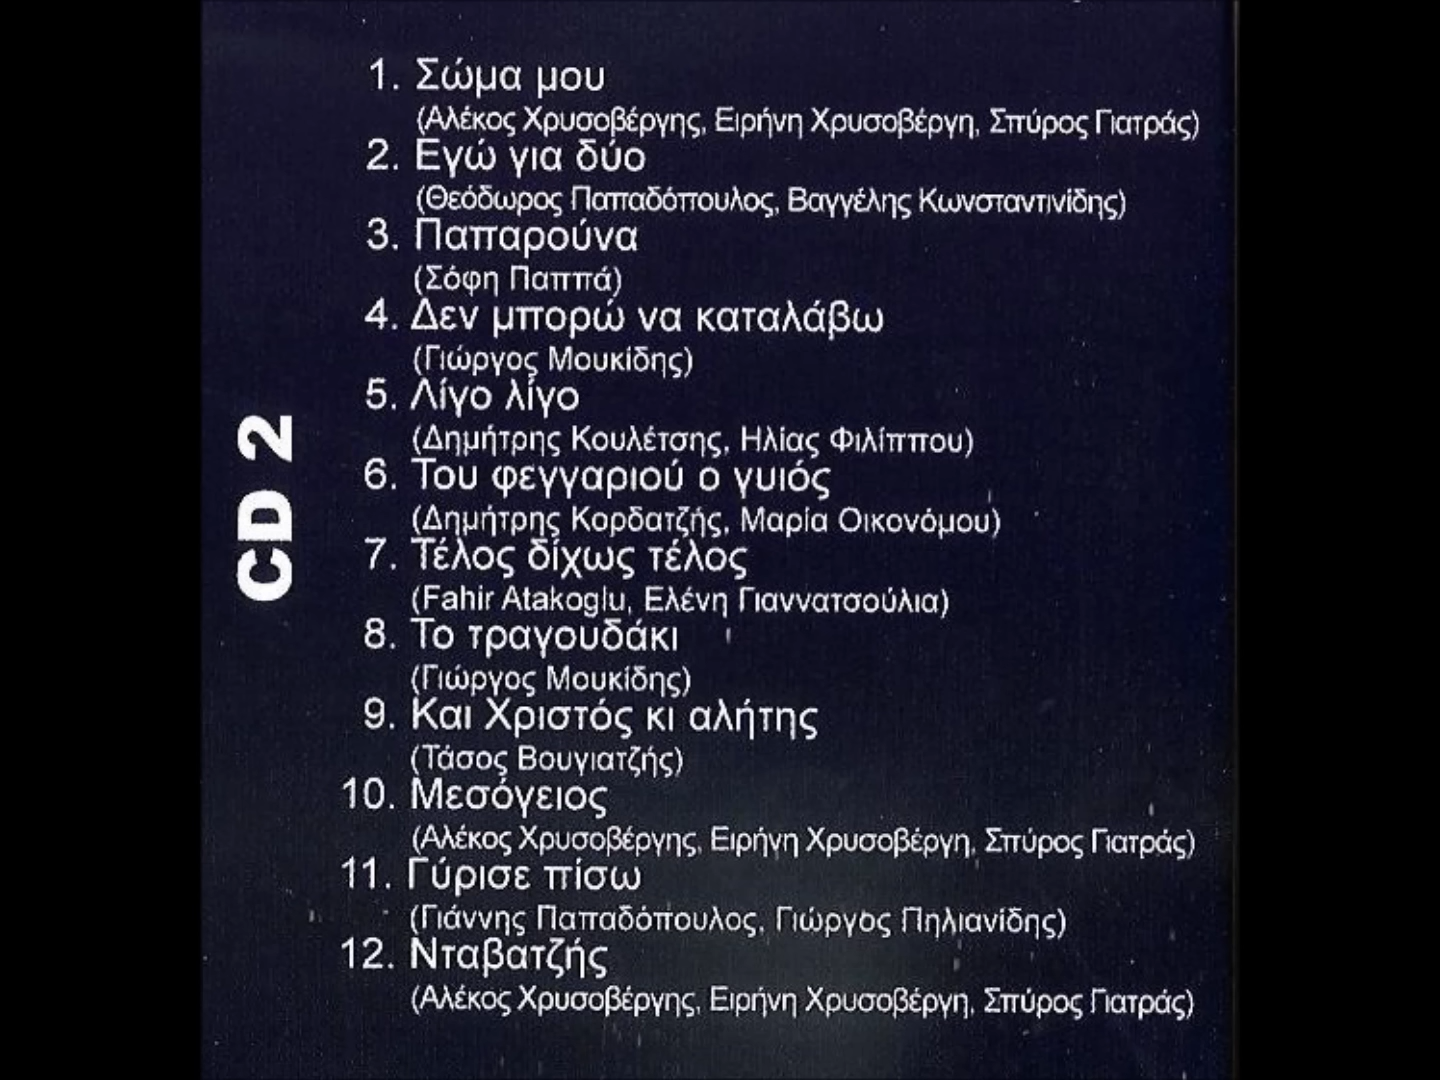 CD 2
1. Σώμα μου
(Αλέκος Χρυσοβέργης, Ειρήνη Χρυσοβέργη, Σπύρος Γιατράς)
2. Εγώ για δύο
(Θεόδωρος Παπαδόπουλος, Βαγγέλης Κωνσταντινίδης)
3. Παπαρούνα
(Σόφη Παππά)
4. Δεν μπορώ να καταλάβω
(Γιώργος Μουκίδης)
5. Λίγο λίγο
(Δημήτρης Κουλέτσης, Ηλίας Φιλίππου)
6. Του φεγγαριού ο γυιός
(Δημήτρης Κορδατζής, Μαρία Οικονόμου)
7. Τέλος δίχως τέλος
(Fahir Atakoglu, Ελένη Γιαννατσούλια)
8. Το τραγουδάκι
(Γιώργος Μουκίδης)
9. Και Χριστός κι αλήτης
(Τάσος Βουγιατζής)
10. Μεσόγειος
(Αλέκος Χρυσοβέργης, Ειρήνη Χρυσοβέργη, Σπύρος Γιατράς)
11. Γύρισε πίσω
(Γιάννης Παπαδόπουλος, Γιώργος Πηλιανίδης)
12. Νταβατζής
(Αλέκος Χρυσοβέργης, Ειρήνη Χρυσοβέργη, Σπύρος Γιατράς)